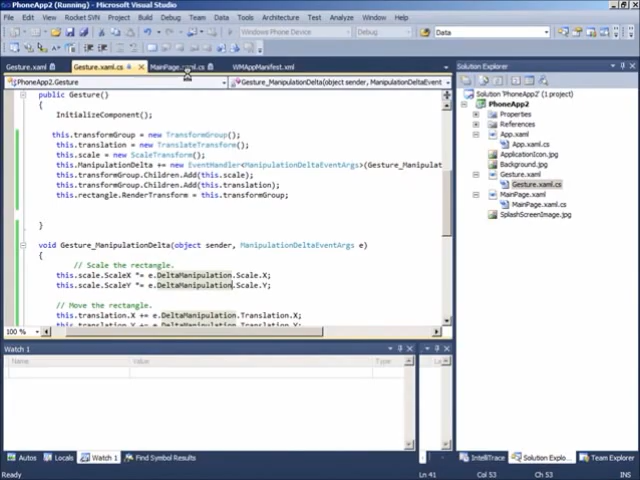 PhoneApp2 (Running) - Microsoft Visual Studio
File Edit View Rocket SVN Project Build Debug Team Data Tools Test Analyze Window Help
Windows Phone Device Debug Data
Gesture.xaml Gesture.xaml.cs MainPage.xaml.cs WMAppManifest.xml
PhoneApp2.Gesture Gesture_ManipulationDelta(object sender, ManipulationDeltaEvent
public Gesture()
{
InitializeComponent();
this.transformGroup = new TransformGroup();
this.translation = new TranslateTransform();
this.scale = new ScaleTransform();
this.ManipulationDelta += new EventHandler<ManipulationDeltaEventArgs>(Gesture_Manipulat
this.transformGroup.Children.Add(this.scale);
this.transformGroup.Children.Add(this.translation);
this.rectangle.RenderTransform = this.transformGroup;
}
void Gesture_ManipulationDelta(object sender, ManipulationDeltaEventArgs e)
{
// Scale the rectangle.
this.scale.ScaleX *= e.DeltaManipulation.Scale.X;
this.scale.ScaleY *= e.DeltaManipulation.Scale.Y;
// Move the rectangle.
this.translation.X += e.DeltaManipulation.Translation.X;
this.translation.Y += e.DeltaManipulation.Translation.Y;
100 %
Watch 1
Name Value Type
Autos Locals Watch 1 Find Symbol Results
Solution Explorer
Solution 'PhoneApp2' (1 project)
PhoneApp2
Properties
References
App.xaml
App.xaml.cs
ApplicationIcon.png
Background.png
Gesture.xaml
Gesture.xaml.cs
MainPage.xaml
MainPage.xaml.cs
SplashScreenImage.jpg
IntelliTrace Solution Explo... Team Explorer
Ready Ln 41 Col 53 Ch 53 INS